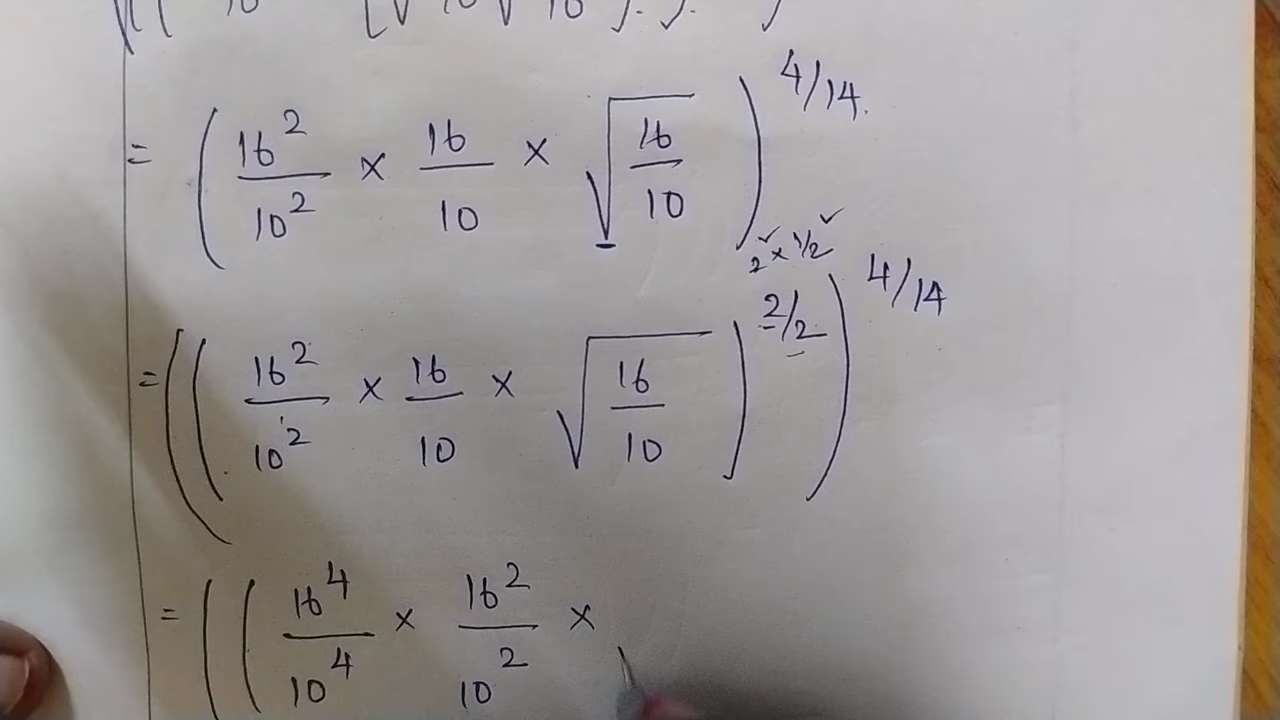 = ( 16²/10² × 16/10 × √(16/10) )^4/14.
2 × 1/2
= ( ( 16²/10² × 16/10 × √(16/10) )^2/2 )^4/14
= ( ( 16⁴/10⁴ × 16²/10² ×